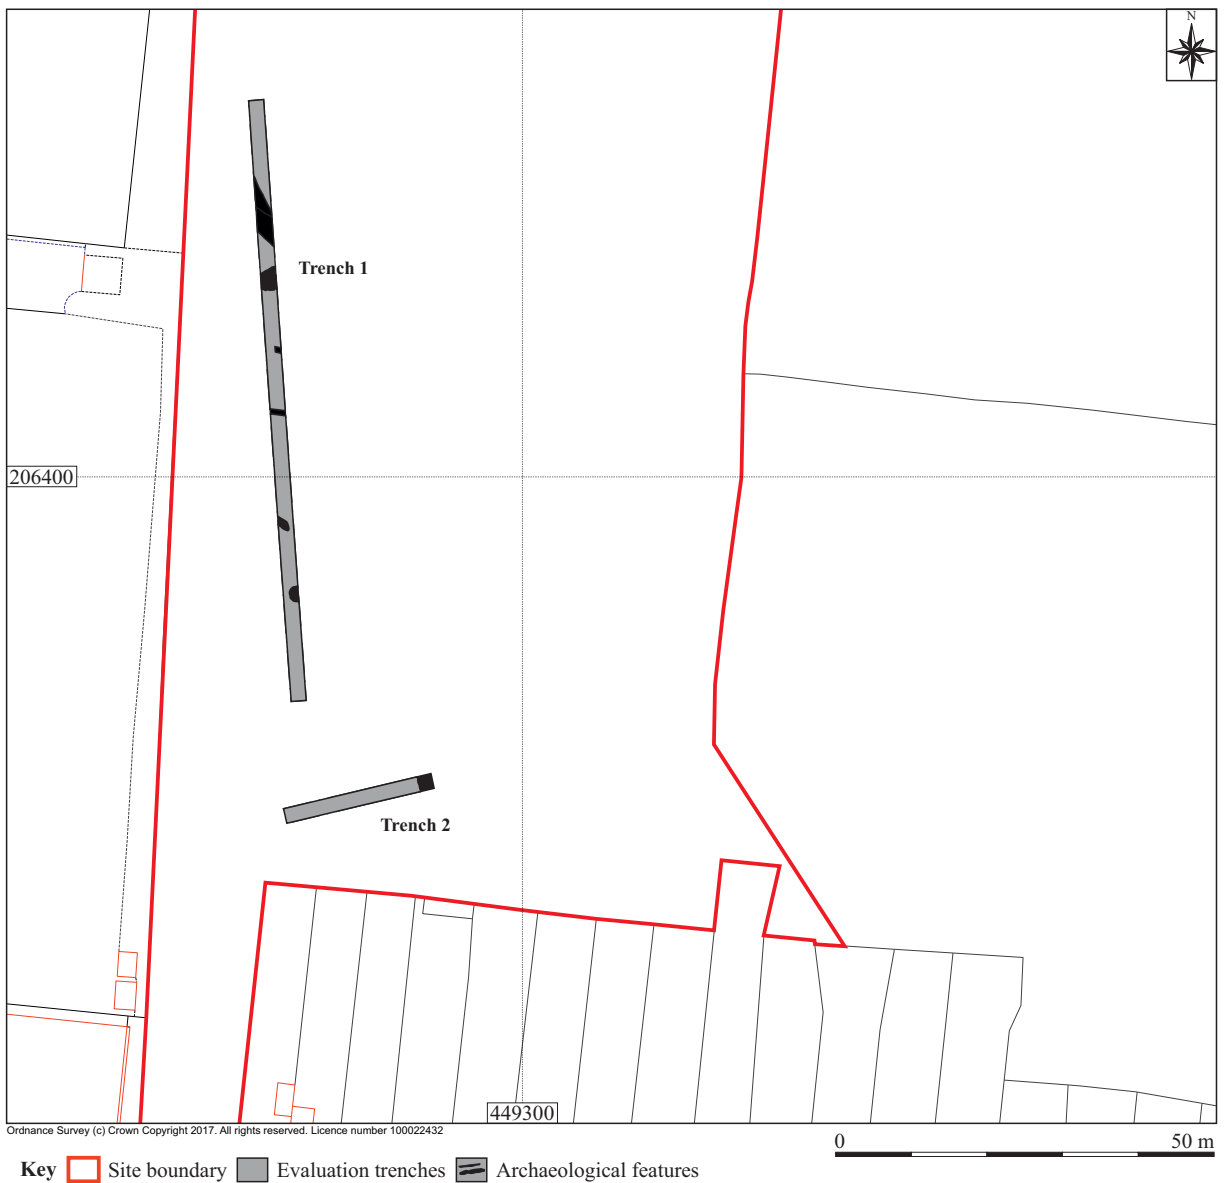 N
Trench 1
206400
Trench 2
449300
Ordnance Survey (c) Crown Copyright 2017. All rights reserved. Licence number 100022432
0 50 m
Key Site boundary Evaluation trenches Archaeological features